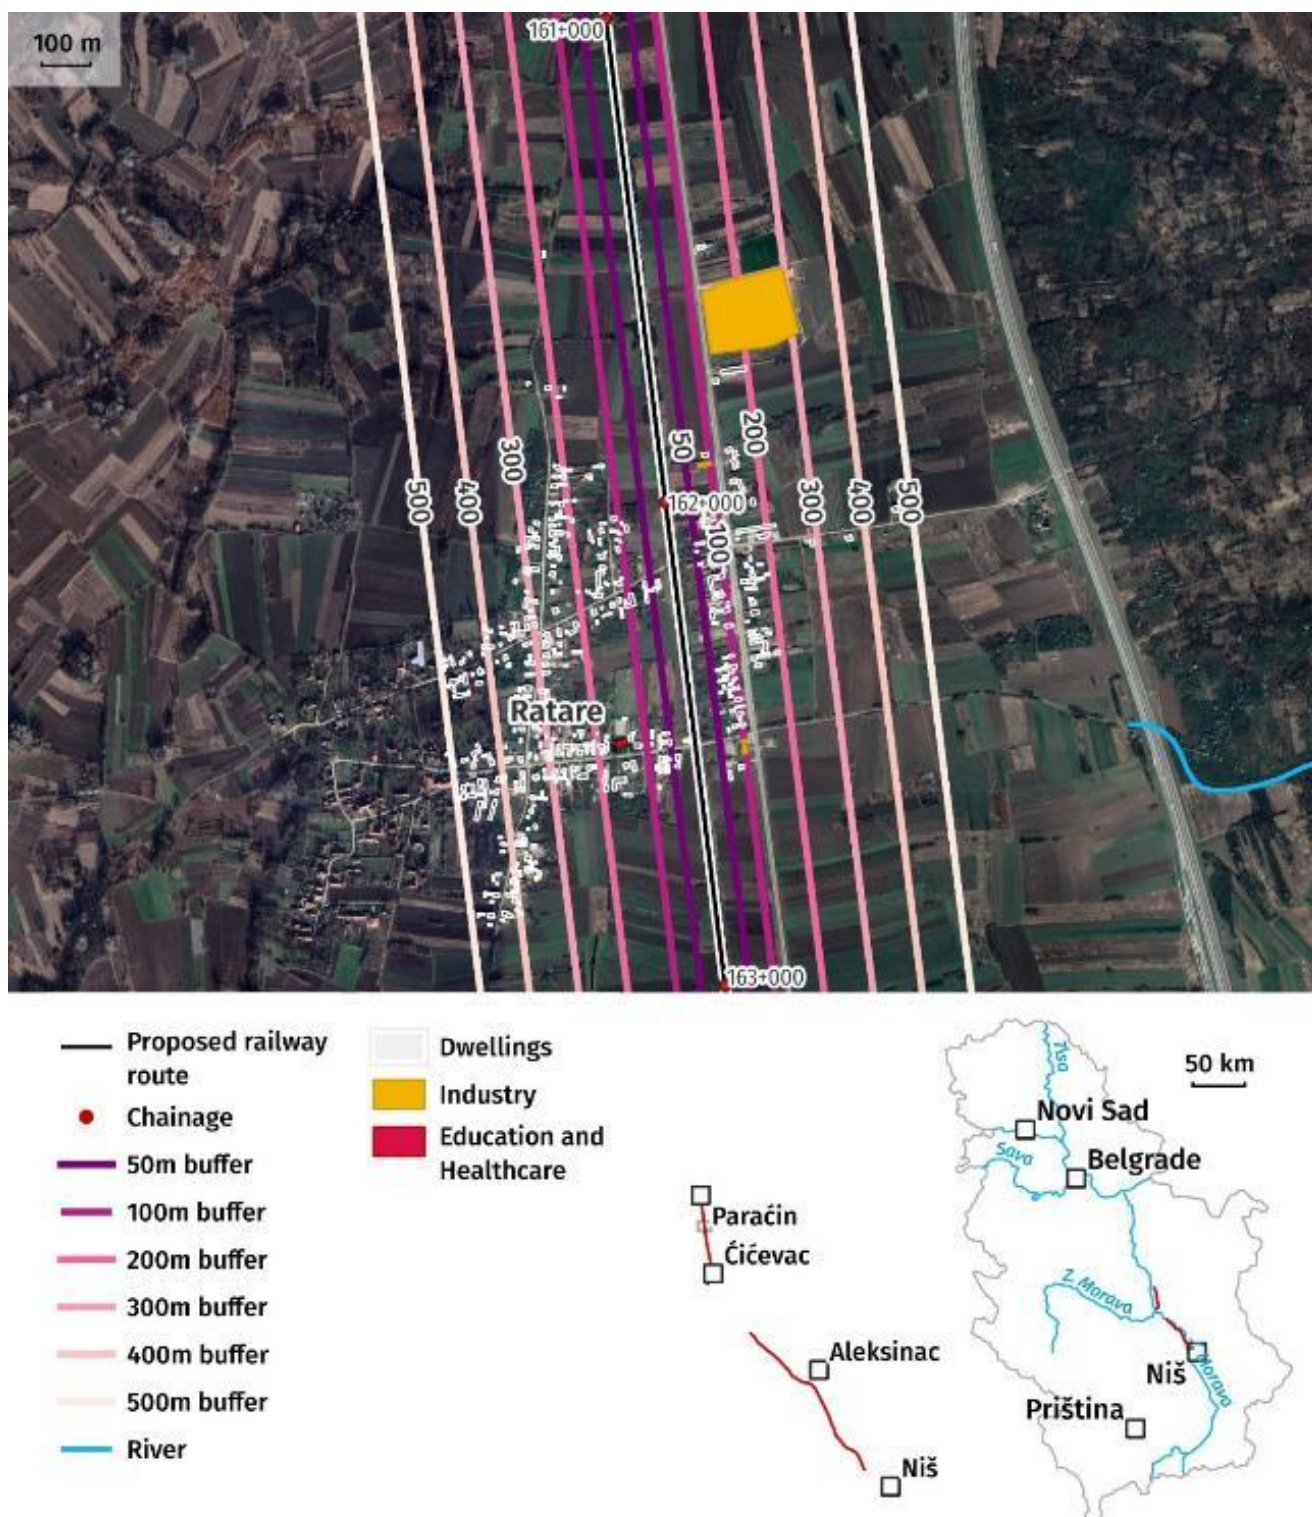 100 m
161+000
50
200
300
500
400
162+000
100
300
400
500
Ratare
163+000
Proposed railway
route
Chainage
50m buffer
100m buffer
200m buffer
300m buffer
400m buffer
500m buffer
River
Dwellings
Industry
Education and
Healthcare
Paraćin
Ćićevac
Aleksinac
Niš
50 km
Tisa
Novi Sad
Sava
Belgrade
Z. Morava
Niš
Morava
Priština